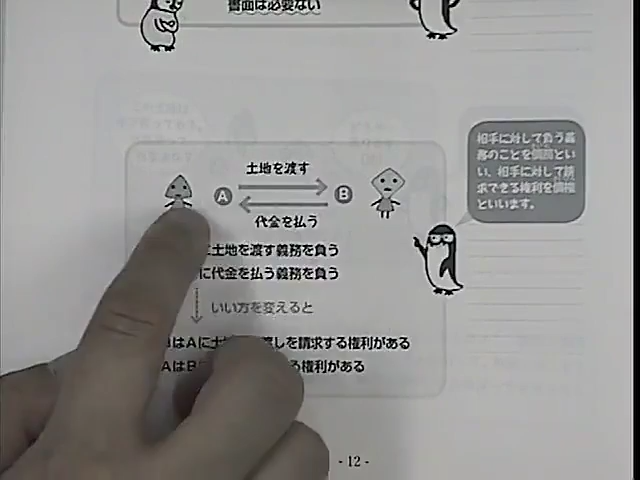 書面は必要ない
土地を渡す
A
B
代金を払う
に土地を渡す義務を負う
に代金を払う義務を負う
いい方を変えると
BはAに土
渡しを請求する権利がある
AはB
る権利がある
相手に対して負う義
務のことを債務とい
い、相手に対して請
求できる権利を債権
といいます。
- 12 -